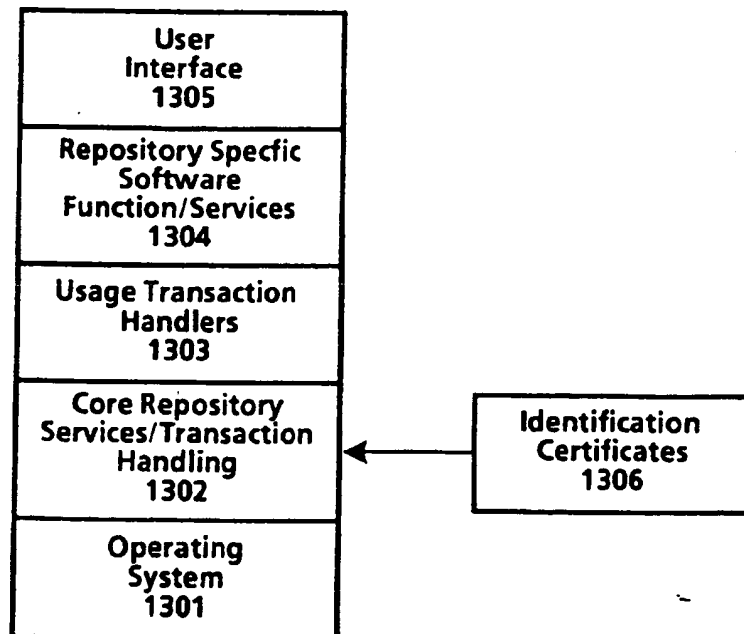 User
Interface
1305
Repository Specfic
Software
Function/Services
1304
Usage Transaction
Handlers
1303
Core Repository
Services/Transaction
Handling
1302
Operating
System
1301
Identification
Certificates
1306